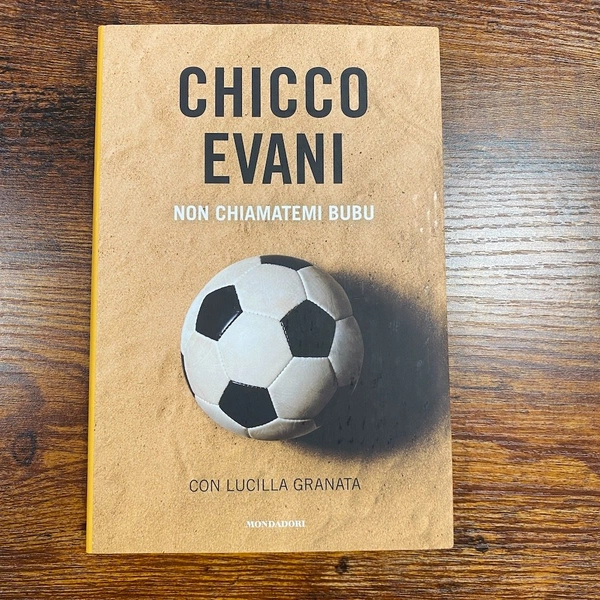 CHICCO
EVANI
NON CHIAMATEMI BUBU
CON LUCILLA GRANATA
MONDADORI